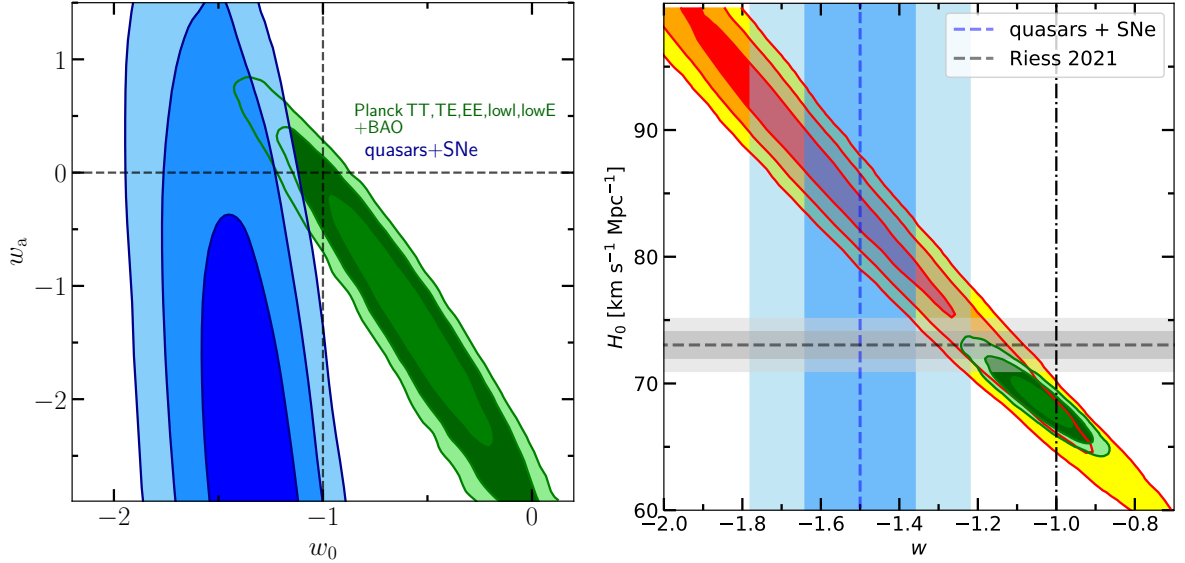 1
0
−1
−2
w_a
−2
−1
0
w_0
Planck TT,TE,EE,lowl,lowE
+BAO
quasars+SNe
90
80
70
60
H_0 [km s^{-1} Mpc^{-1}]
−2.0
−1.8
−1.6
−1.4
−1.2
−1.0
−0.8
w
quasars + SNe
Riess 2021